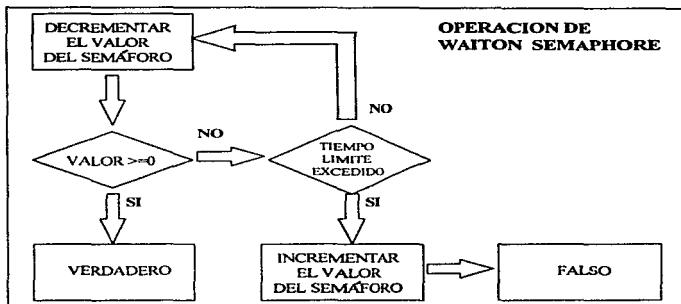 OPERACION DE
WAITON SEMAPHORE
DECREMENTAR
EL VALOR
DEL SEMÁFORO
NO
NO
VALOR >=0
TIEMPO
LIMITE
EXCEDIDO
SI
SI
VERDADERO
INCREMENTAR
EL VALOR
DEL SEMÁFORO
FALSO